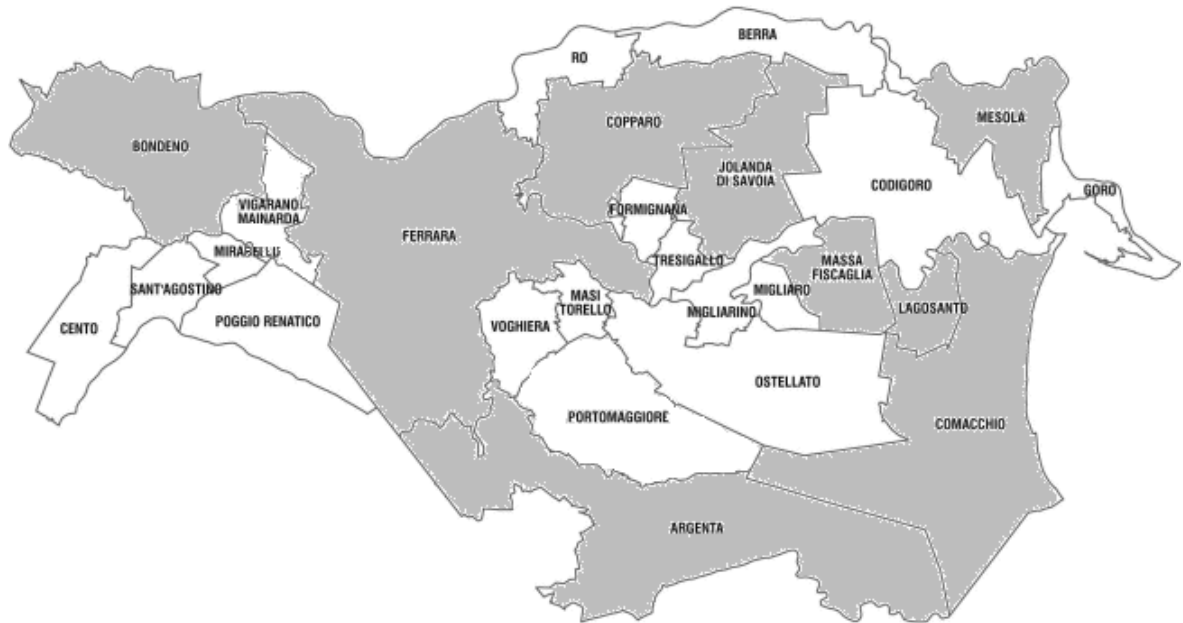 BERRA
RO
COPPARO
MESOLA
BONDENO
JOLANDA
DI SAVOIA
CODIGORO
GORO
VIGARANO
MAINARDA
FORMIGNANA
FERRARA
MIRABELLO
TRESIGALLO
MASSA
FISCAGLIA
SANT'AGOSTINO
MIGLIARO
MASI
TORELLO
LAGOSANTO
MIGLIARINO
CENTO
POGGIO RENATICO
VOGHIERA
OSTELLATO
PORTOMAGGIORE
COMACCHIO
ARGENTA